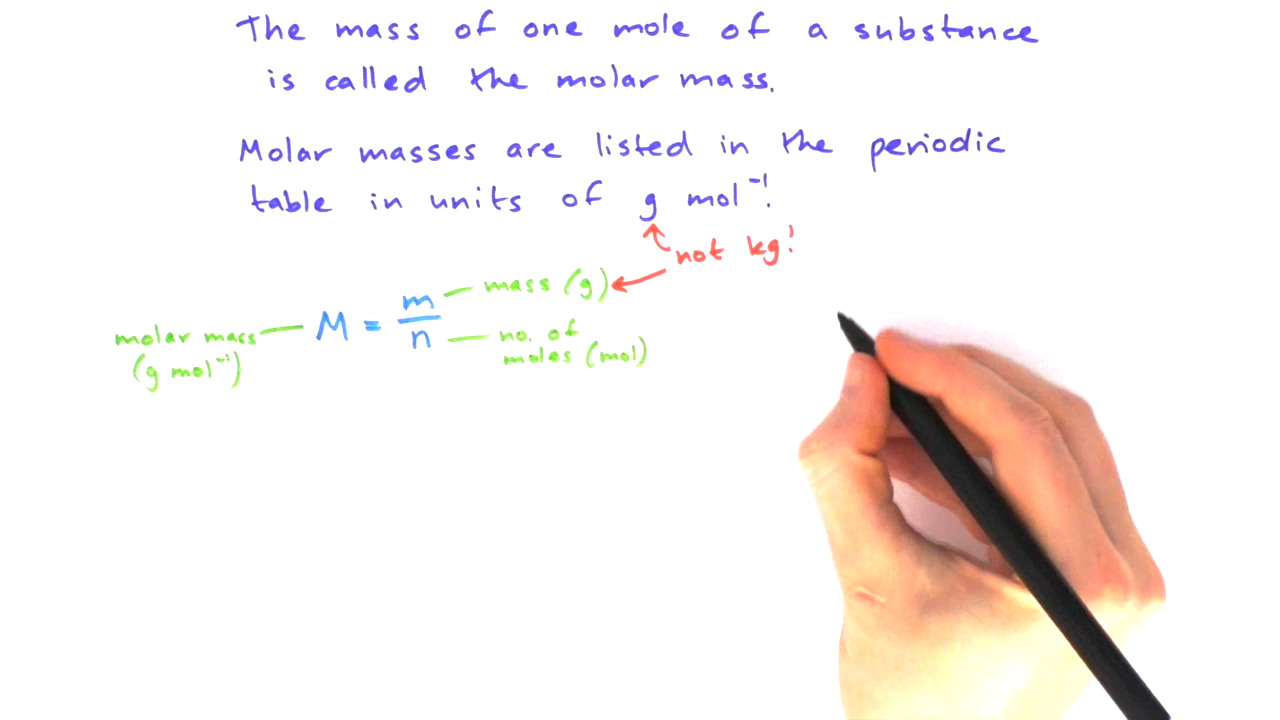 The mass of one mole of a substance
is called the molar mass.
Molar masses are listed in the periodic
table in units of g mol⁻¹.
not kg!
M = m/n
mass (g)
molar mass
(g mol⁻¹)
no. of
moles (mol)